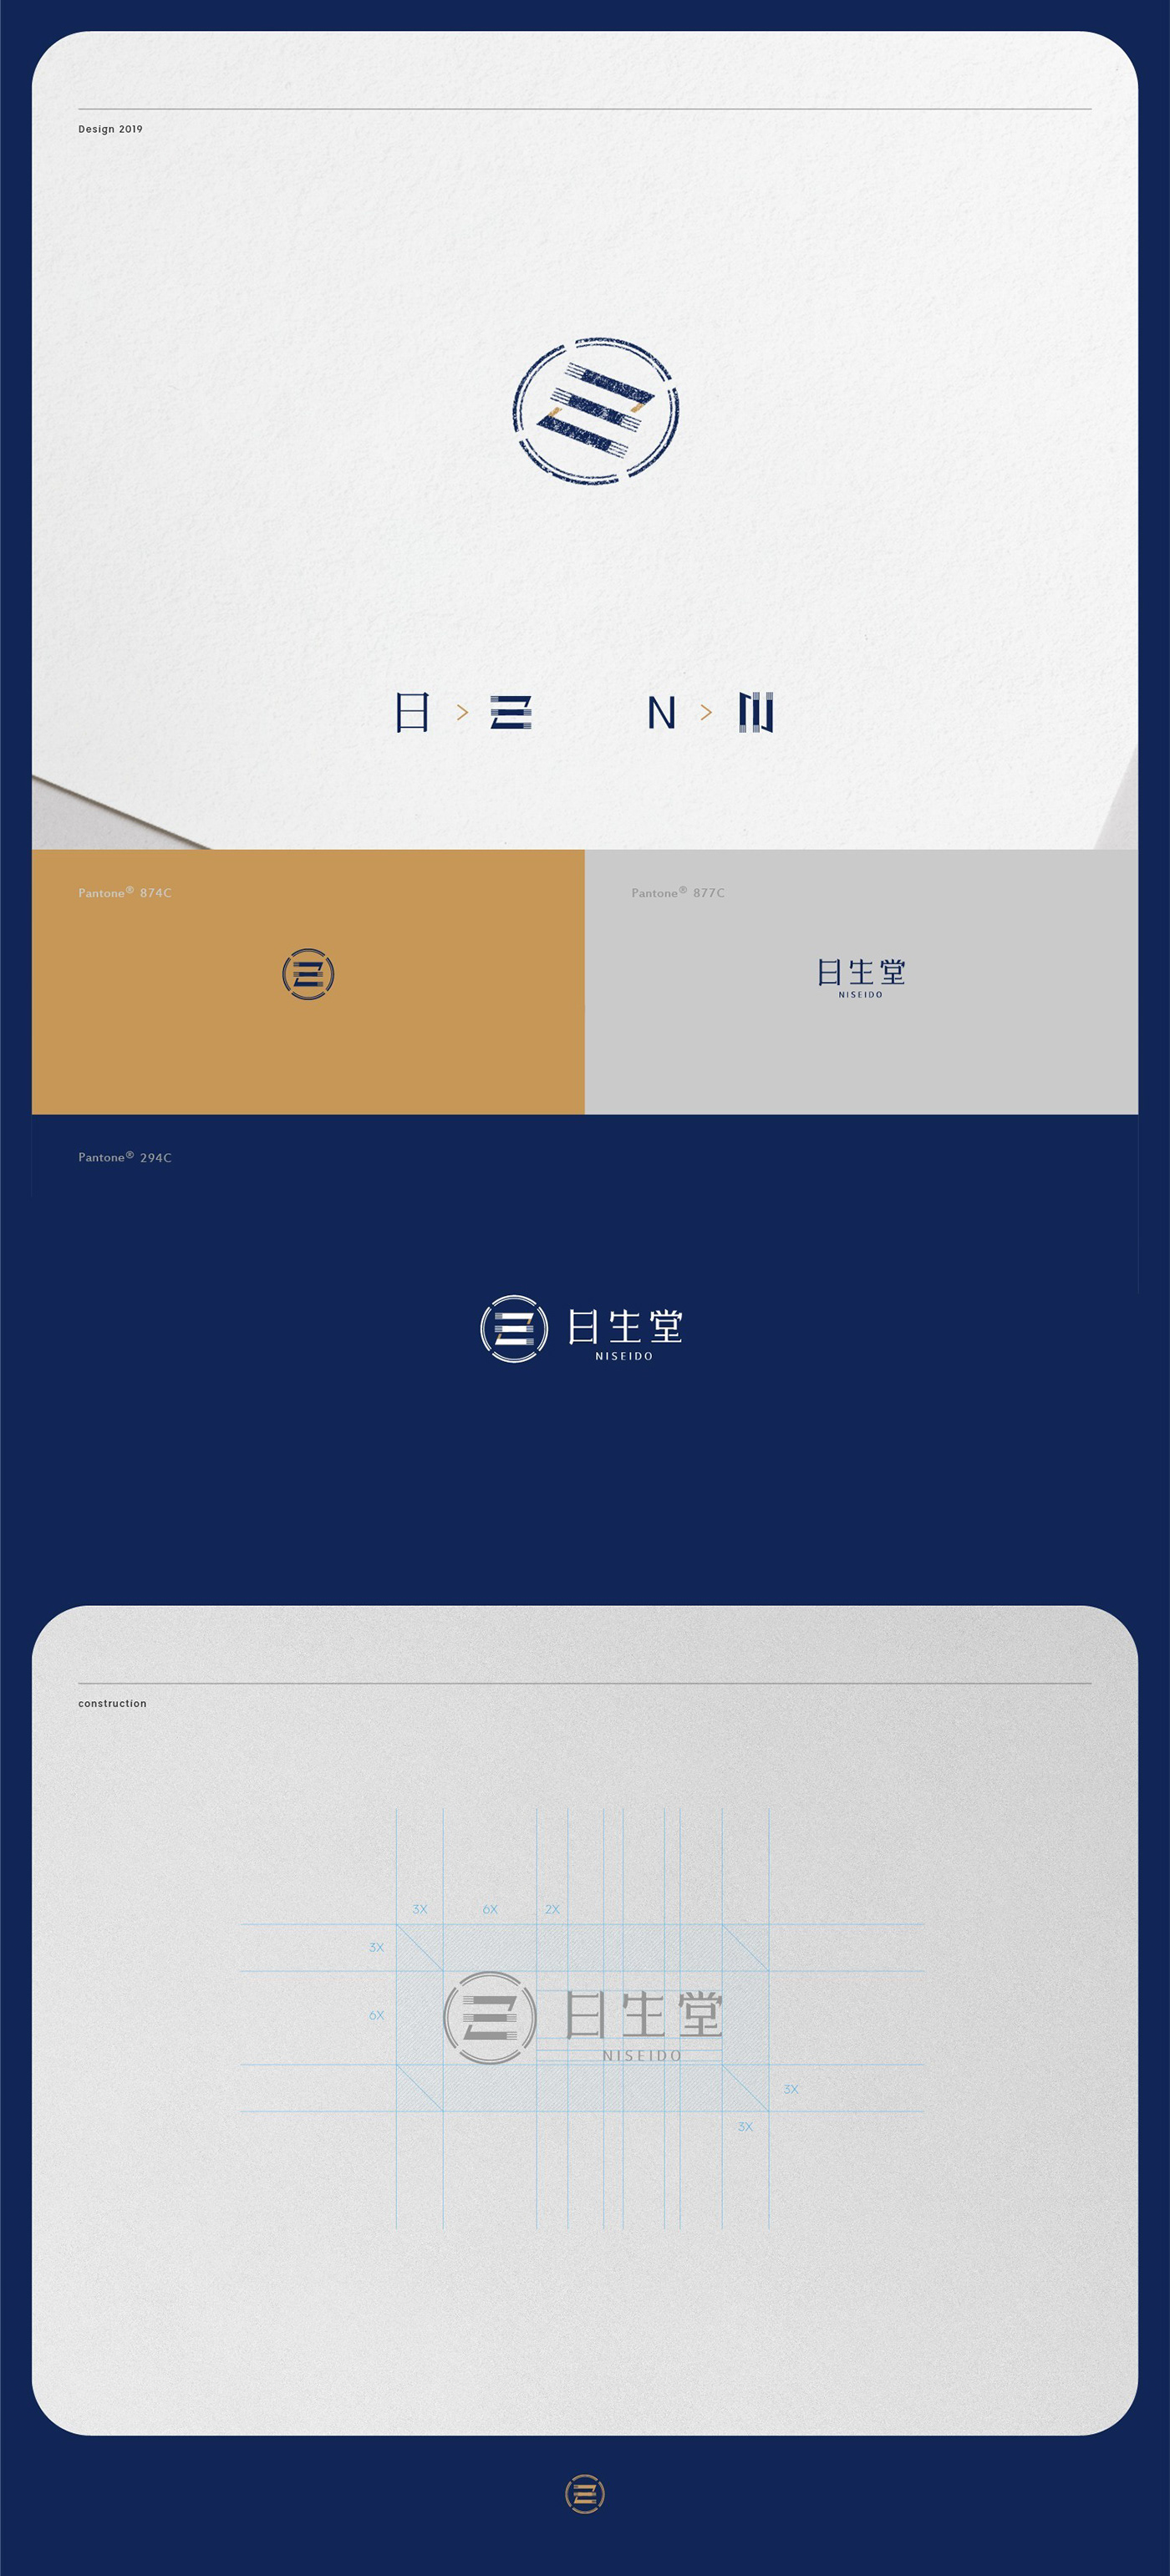 Design 2019
日 > N >
Pantone® 874C
Pantone® 877C
日生堂
NISEIDO
Pantone® 294C
日生堂
NISEIDO
construction
3X 6X 2X
3X
6X
日生堂
NISEIDO
3X
3X